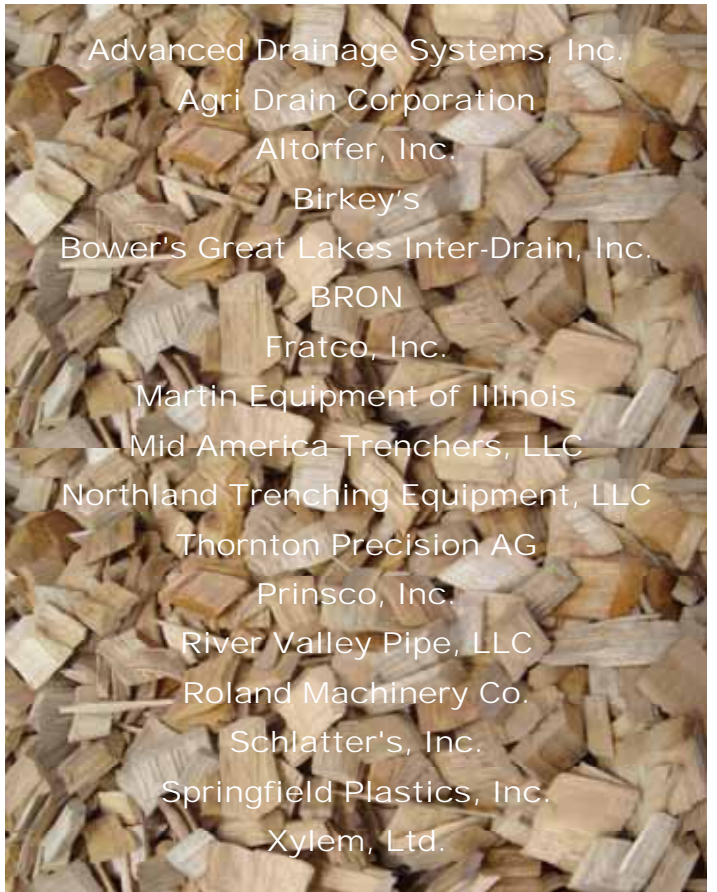 Advanced Drainage Systems, Inc.
Agri Drain Corporation
Altorfer, Inc.
Birkey’s
Bower's Great Lakes Inter-Drain, Inc.
BRON
Fratco, Inc.
Martin Equipment of Illinois
Mid America Trenchers, LLC
Northland Trenching Equipment, LLC
Thornton Precision AG
Prinsco, Inc.
River Valley Pipe, LLC
Roland Machinery Co.
Schlatter's, Inc.
Springfield Plastics, Inc.
Xylem, Ltd.